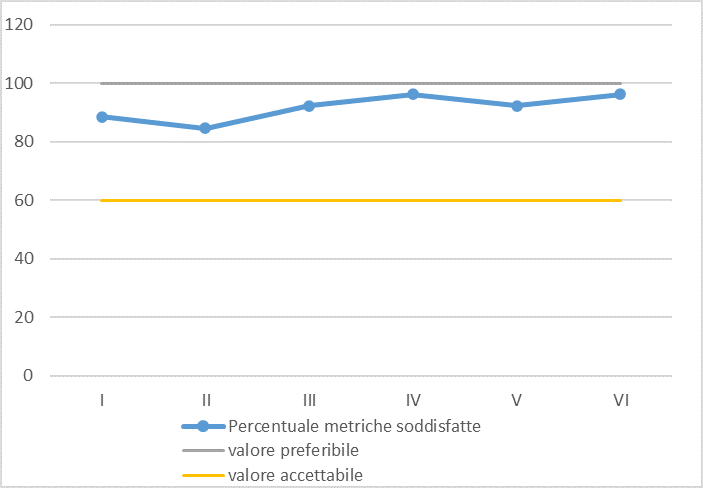 120
100
80
60
40
20
0
I II III IV V VI
Percentuale metriche soddisfatte
valore preferibile
valore accettabile